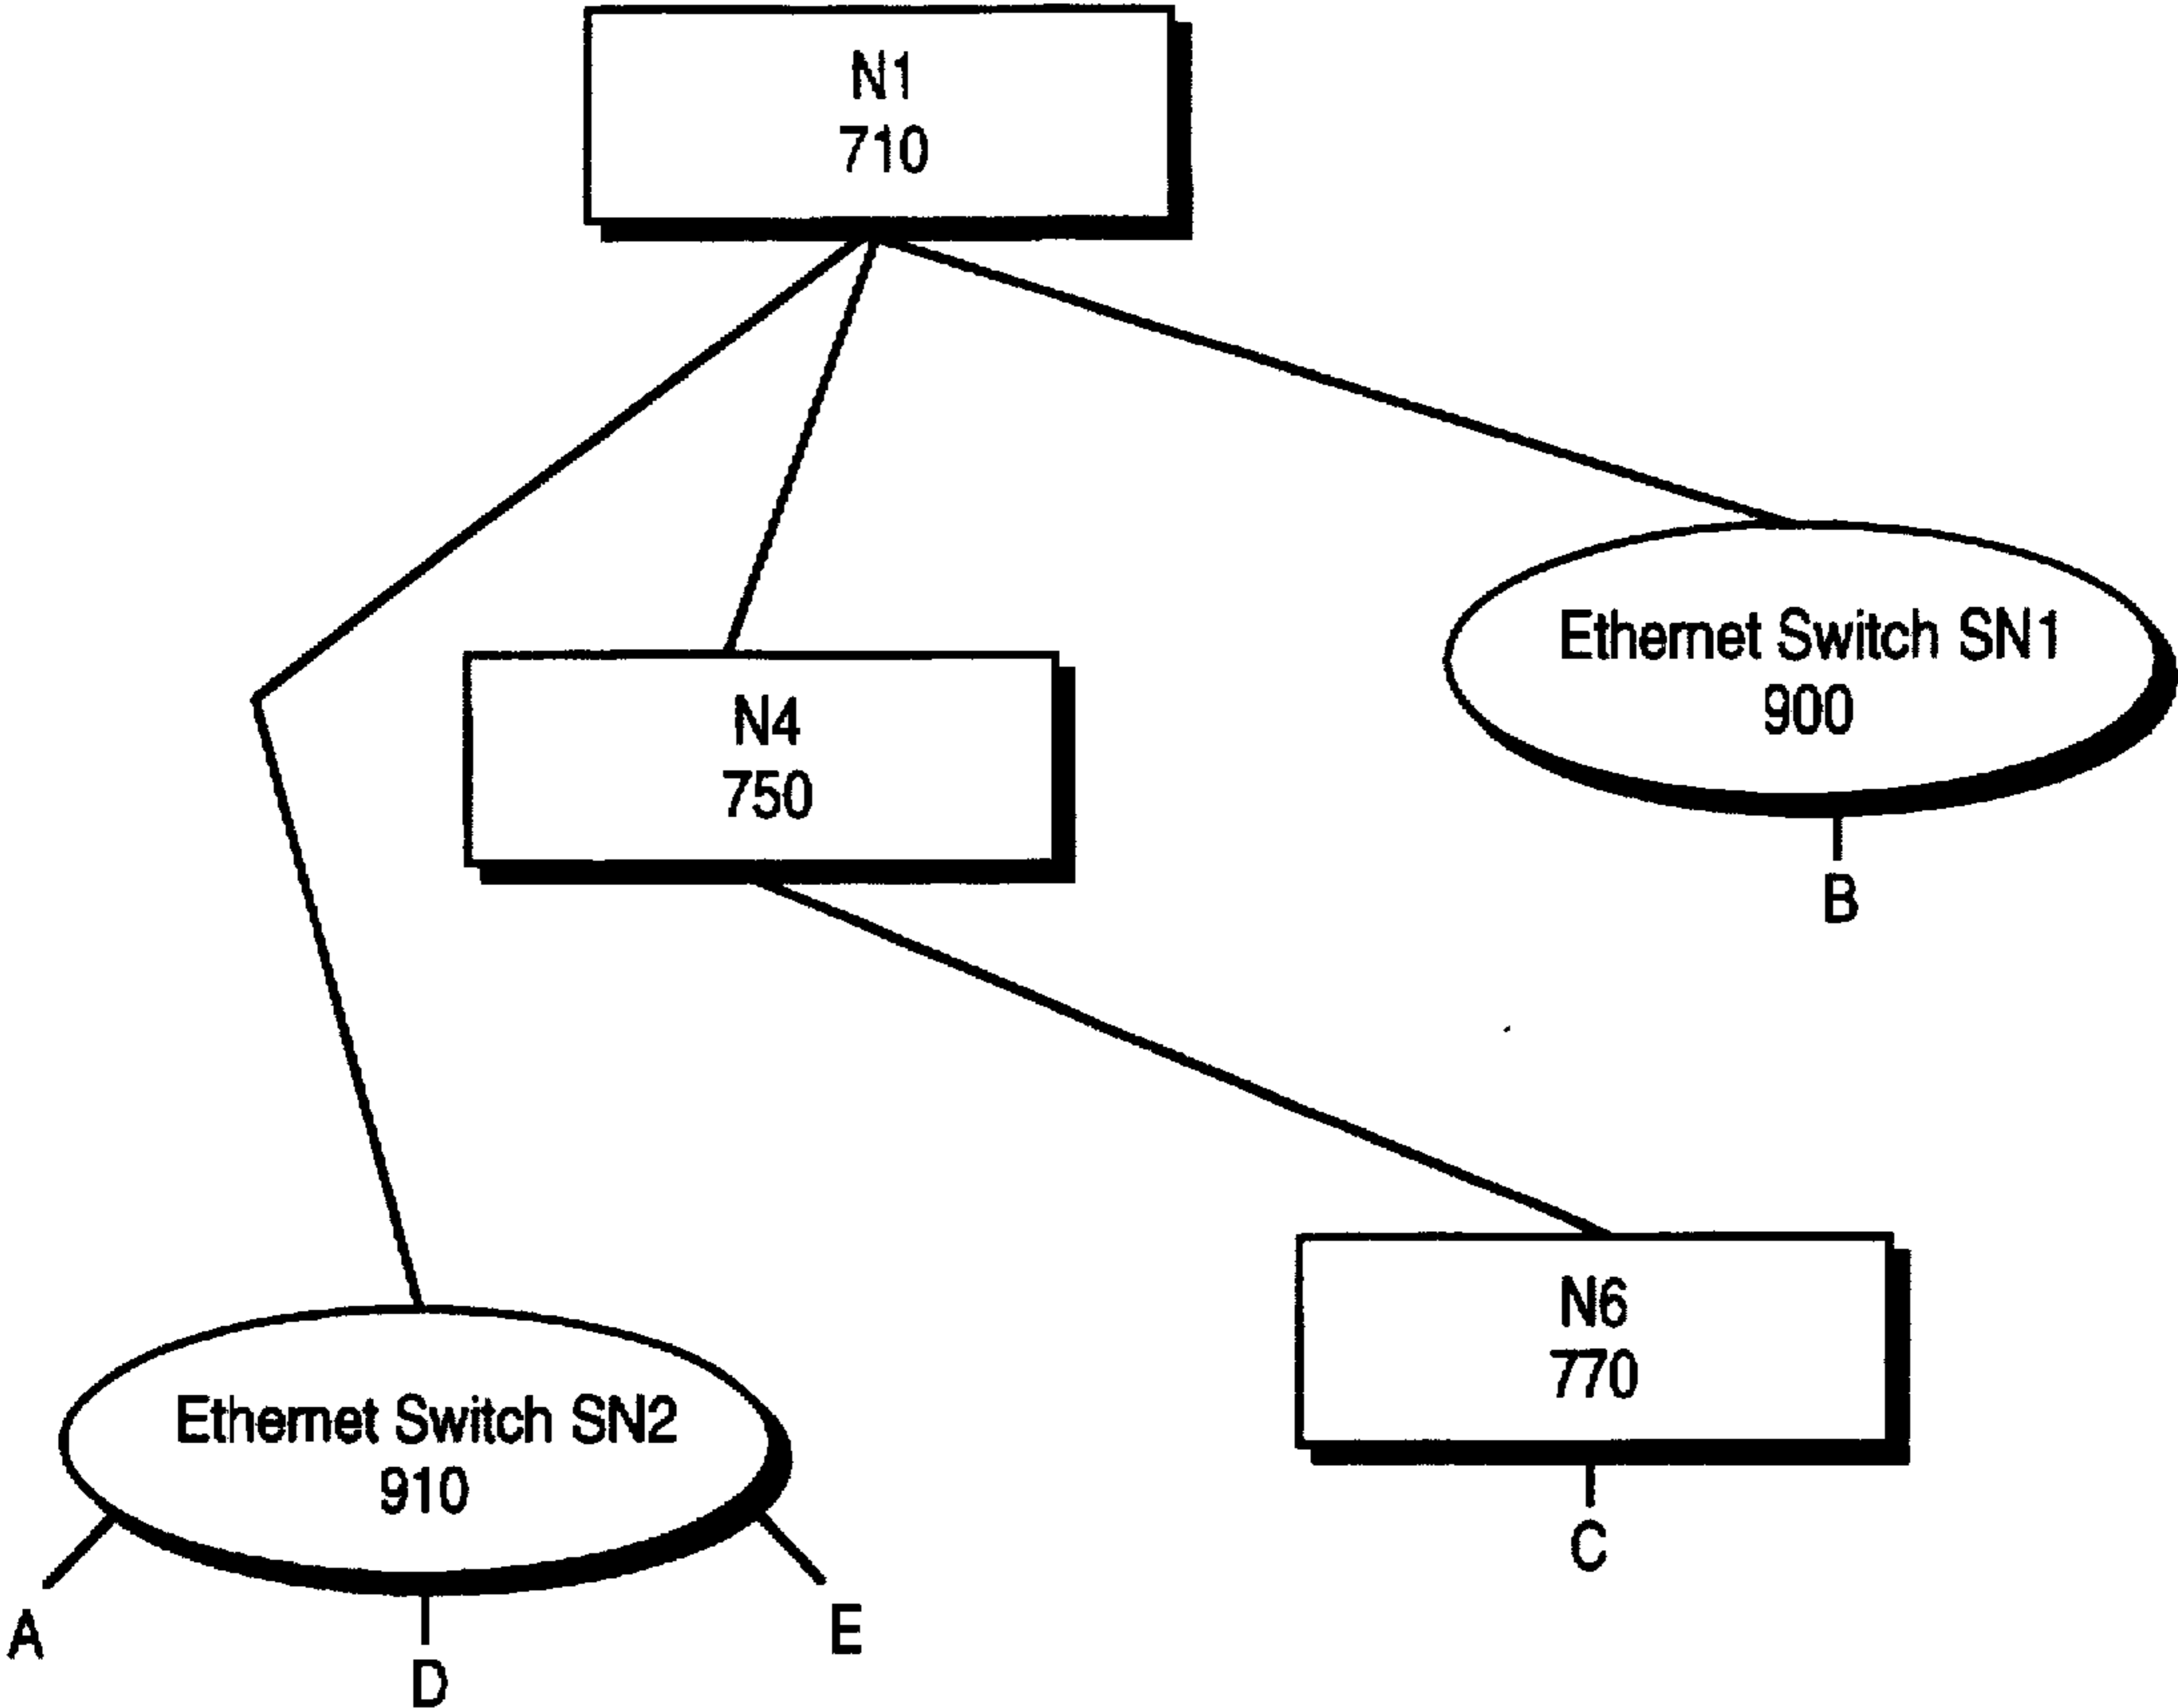 N1
710
Ethernet Switch SN1
900
N4
750
B
N6
770
Ethernet Switch SN2
910
C
A
E
D